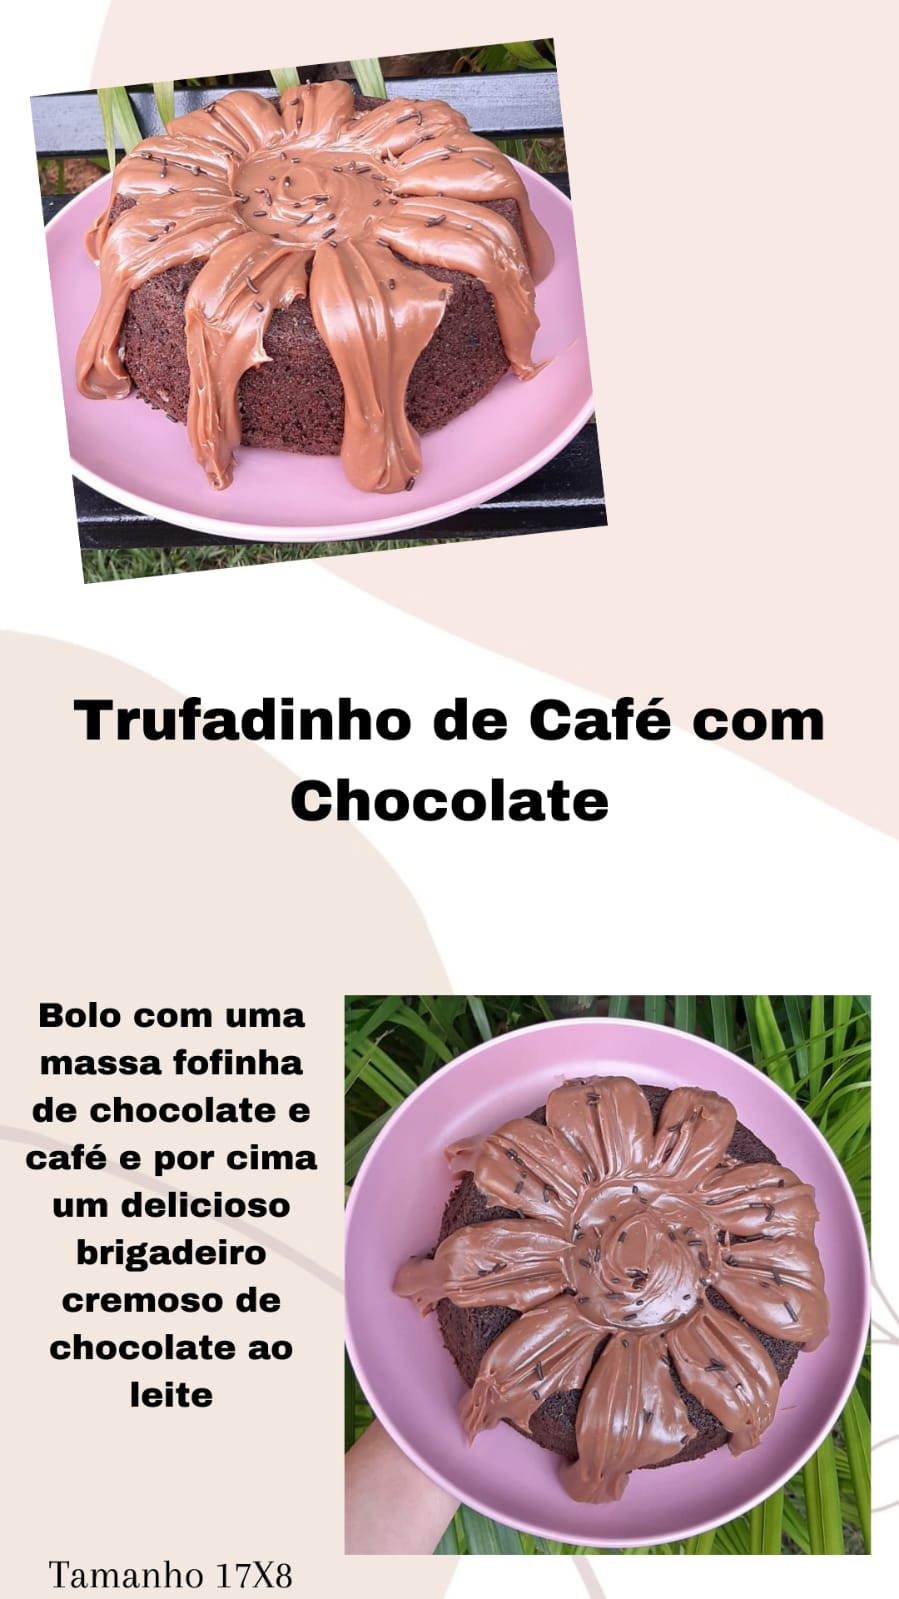 Trufadinho de Café com
Chocolate
Bolo com uma
massa fofinha
de chocolate e
café e por cima
um delicioso
brigadeiro
cremoso de
chocolate ao
leite
Tamanho 17X8